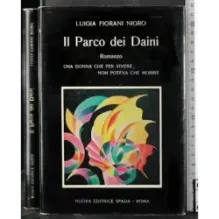 LUIGIA FIORANI NIGRO
Il Parco dei Daini
Romanzo
UNA DONNA CHE PER VIVERE...
NON POTEVA CHE MORIRE
NUOVA EDITRICE SPADA - ROMA